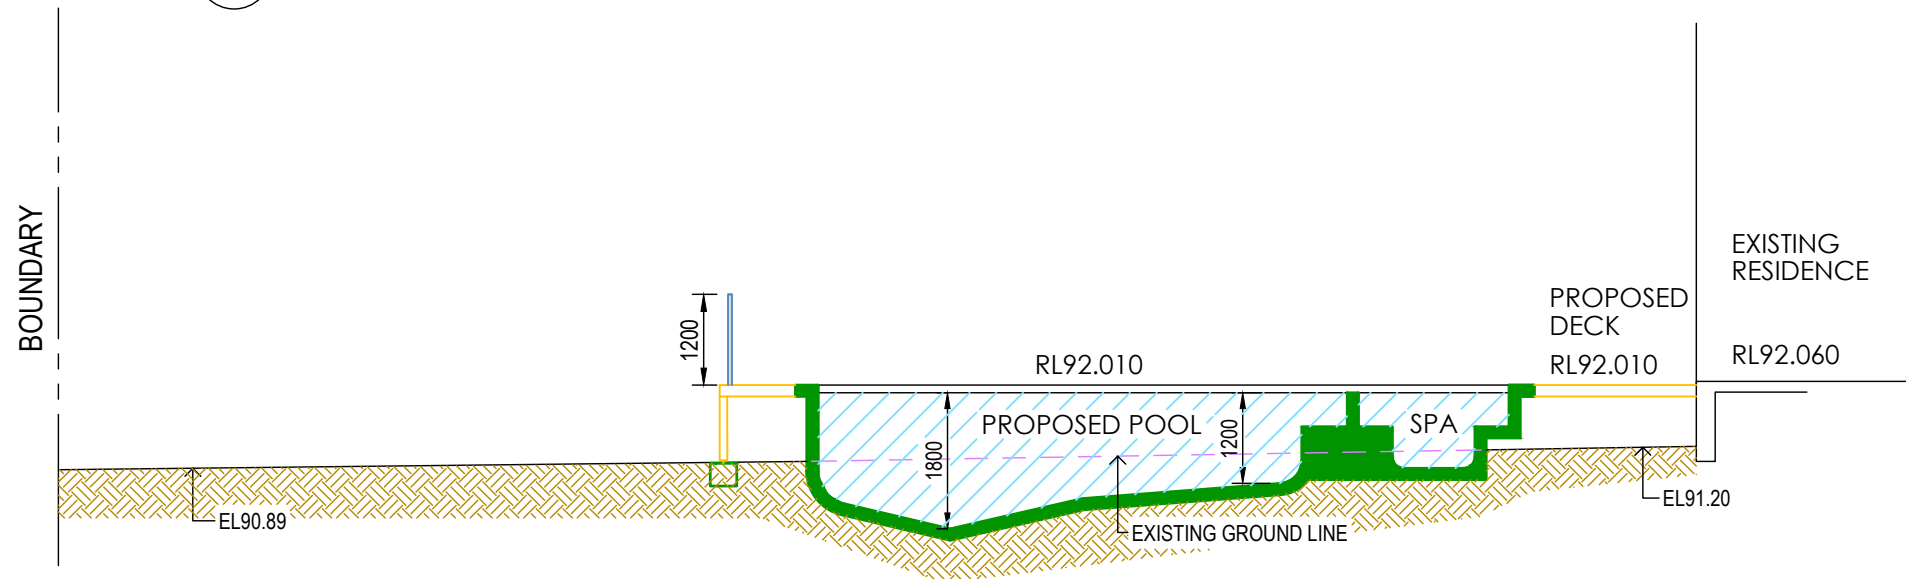 BOUNDARY
EXISTING
RESIDENCE
PROPOSED
DECK
1200
RL92.010
RL92.010
RL92.060
PROPOSED POOL
SPA
1800
1200
EL90.89
EXISTING GROUND LINE
EL91.20